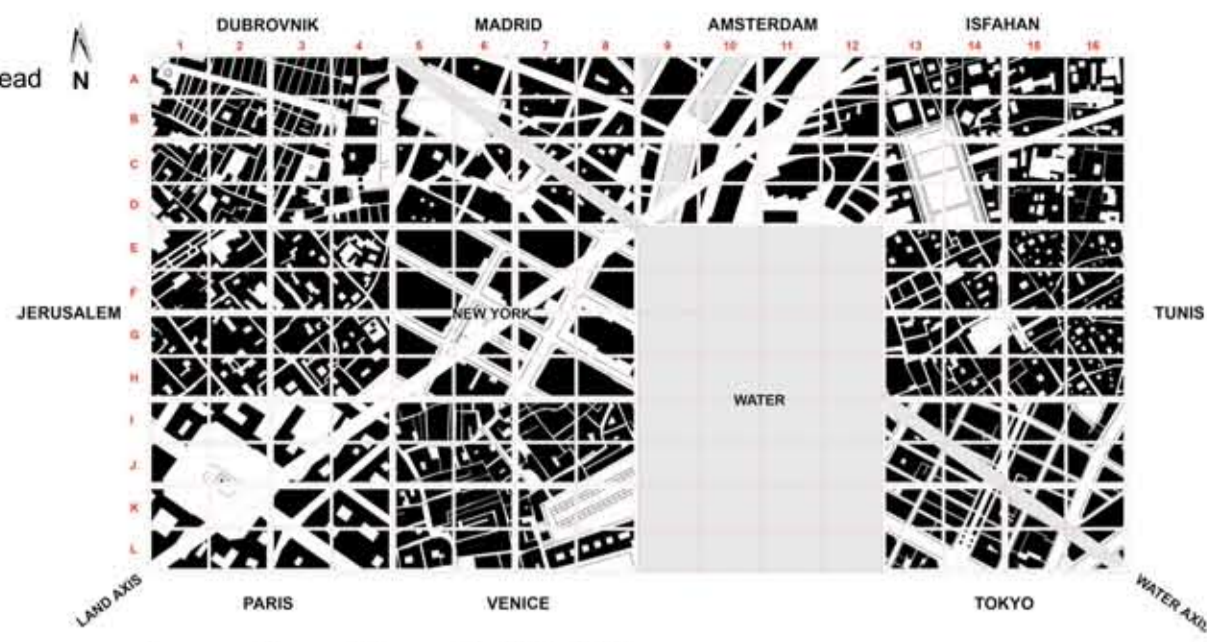 DUBROVNIK MADRID AMSTERDAM ISFAHAN
1 2 3 4 5 6 7 8 9 10 11 12 13 14 15 16
ead N A
B
C
D
E
F
JERUSALEM NEW YORK TUNIS
G
H
WATER
I
J
K
L
LAND AXIS WATER AXIS
PARIS VENICE TOKYO